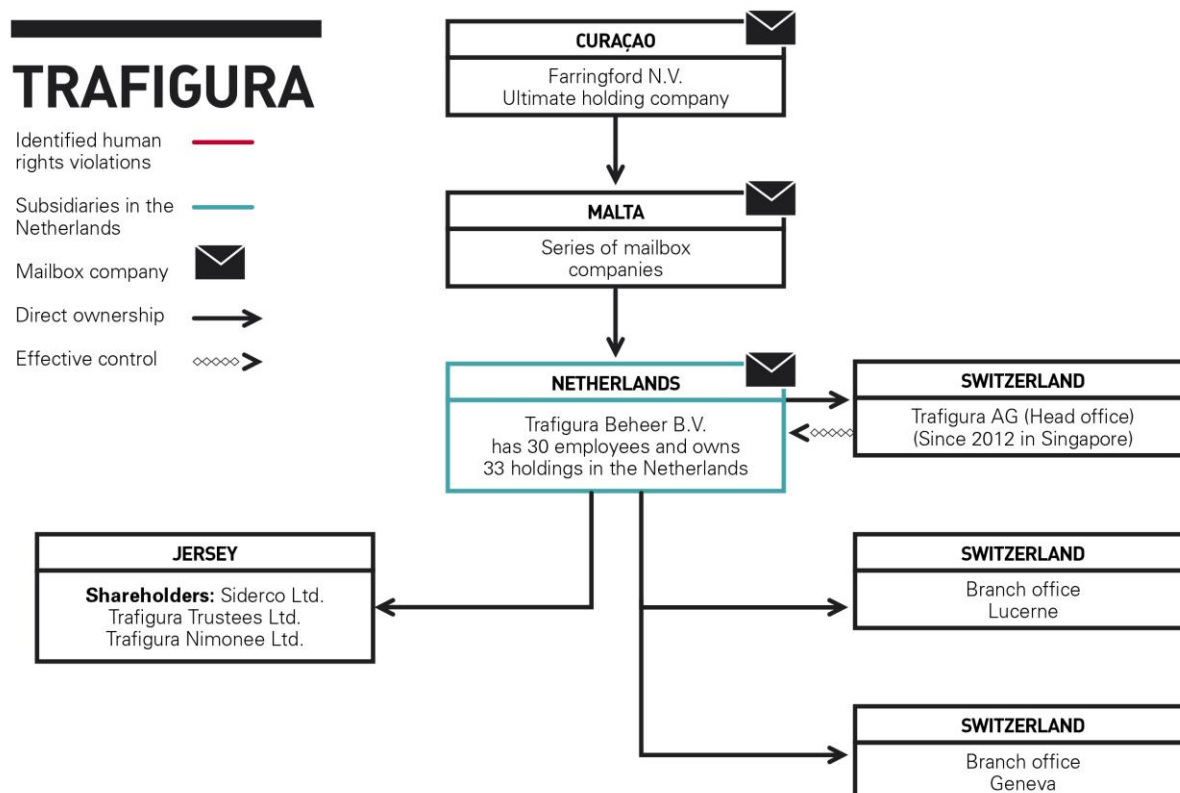 TRAFIGURA
Identified human
rights violations
Subsidiaries in the
Netherlands
Mailbox company
Direct ownership
Effective control
CURAÇAO
Farringford N.V.
Ultimate holding company
MALTA
Series of mailbox
companies
NETHERLANDS
Trafigura Beheer B.V.
has 30 employees and owns
33 holdings in the Netherlands
SWITZERLAND
Trafigura AG (Head office)
(Since 2012 in Singapore)
JERSEY
Shareholders: Siderco Ltd.
Trafigura Trustees Ltd.
Trafigura Nimonee Ltd.
SWITZERLAND
Branch office
Lucerne
SWITZERLAND
Branch office
Geneva